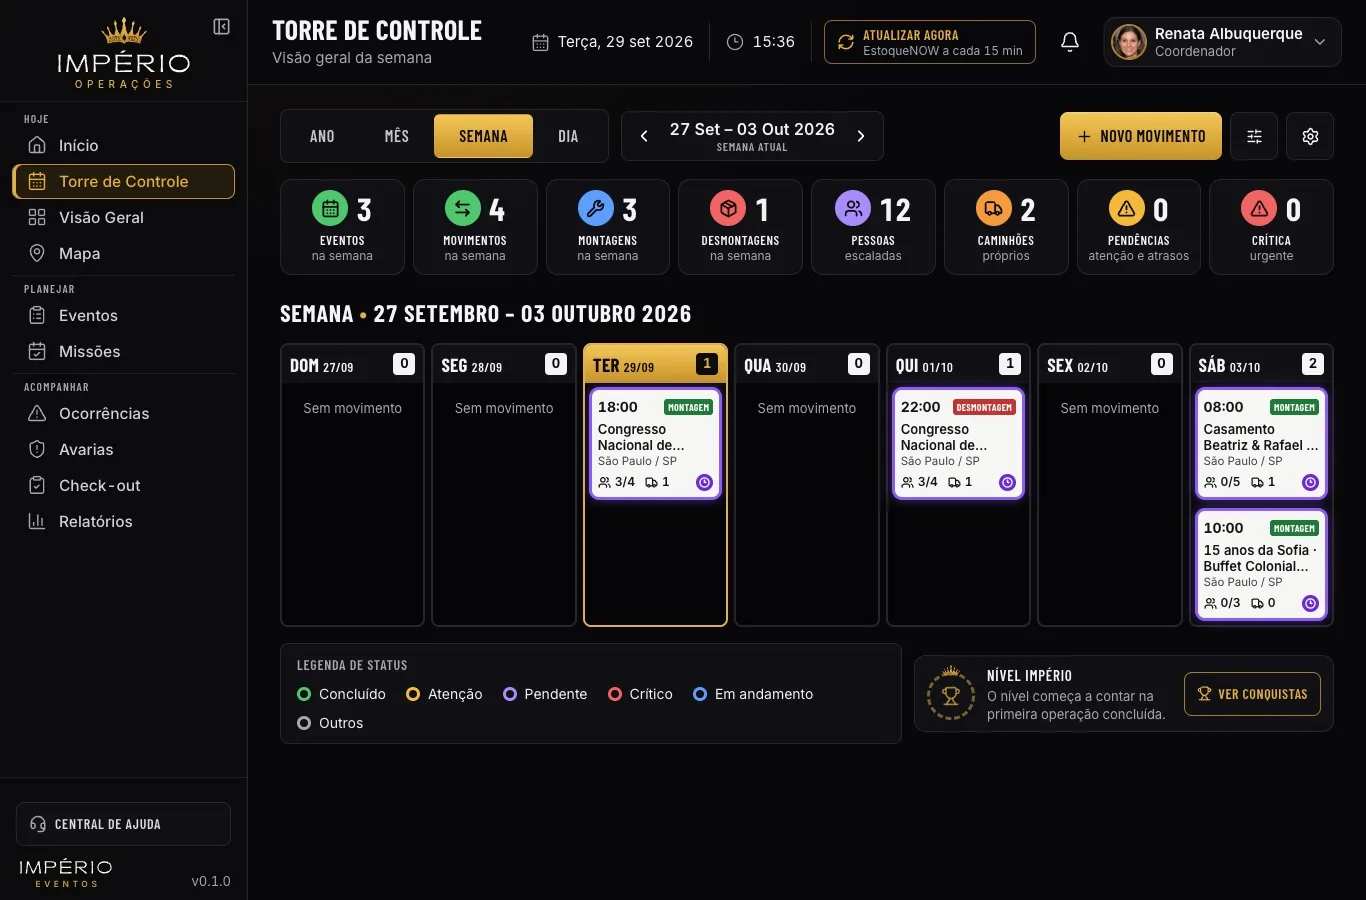 IMPÉRIO
OPERAÇÕES
HOJE
Início
Torre de Controle
Visão Geral
Mapa
PLANEJAR
Eventos
Missões
ACOMPANHAR
Ocorrências
Avarias
Check-out
Relatórios
CENTRAL DE AJUDA
IMPÉRIO
EVENTOS
v0.1.0
TORRE DE CONTROLE
Visão geral da semana
Terça, 29 set 2026
15:36
ATUALIZAR AGORA
EstoqueNOW a cada 15 min
Renata Albuquerque
Coordenador
ANO MÊS SEMANA DIA
27 Set – 03 Out 2026
SEMANA ATUAL
NOVO MOVIMENTO
3
EVENTOS
na semana
4
MOVIMENTOS
na semana
3
MONTAGENS
na semana
1
DESMONTAGENS
na semana
12
PESSOAS
escaladas
2
CAMINHÕES
próprios
0
PENDÊNCIAS
atenção e atrasos
0
CRÍTICA
urgente
SEMANA • 27 SETEMBRO – 03 OUTUBRO 2026
DOM 27/09 0
Sem movimento
SEG 28/09 0
Sem movimento
TER 29/09 1
18:00 MONTAGEM
Congresso
Nacional de...
São Paulo / SP
3/4 1
QUA 30/09 0
Sem movimento
QUI 01/10 1
22:00 DESMONTAGEM
Congresso
Nacional de...
São Paulo / SP
3/4 1
SEX 02/10 0
Sem movimento
SÁB 03/10 2
08:00 MONTAGEM
Casamento
Beatriz & Rafael ...
São Paulo / SP
0/5 1
10:00 MONTAGEM
15 anos da Sofia ·
Buffet Colonial...
São Paulo / SP
0/3 0
LEGENDA DE STATUS
Concluído Atenção Pendente Crítico Em andamento
Outros
NÍVEL IMPÉRIO
O nível começa a contar na
primeira operação concluída.
VER CONQUISTAS